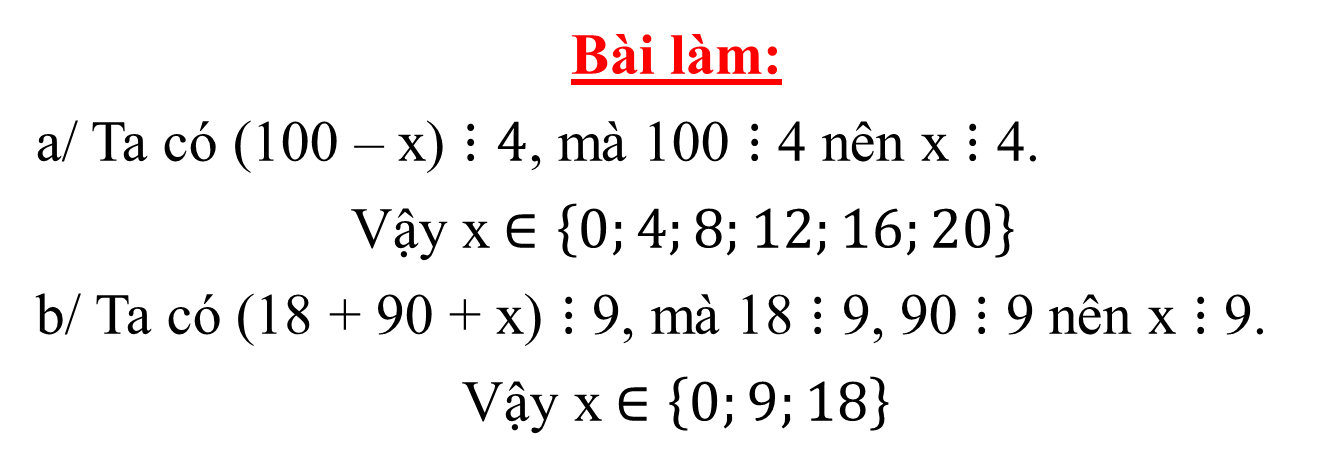 Bài làm:
a/ Ta có (100 – x) ⋮ 4, mà 100 ⋮ 4 nên x ⋮ 4.
Vậy x ∈ {0; 4; 8; 12; 16; 20}
b/ Ta có (18 + 90 + x) ⋮ 9, mà 18 ⋮ 9, 90 ⋮ 9 nên x ⋮ 9.
Vậy x ∈ {0; 9; 18}